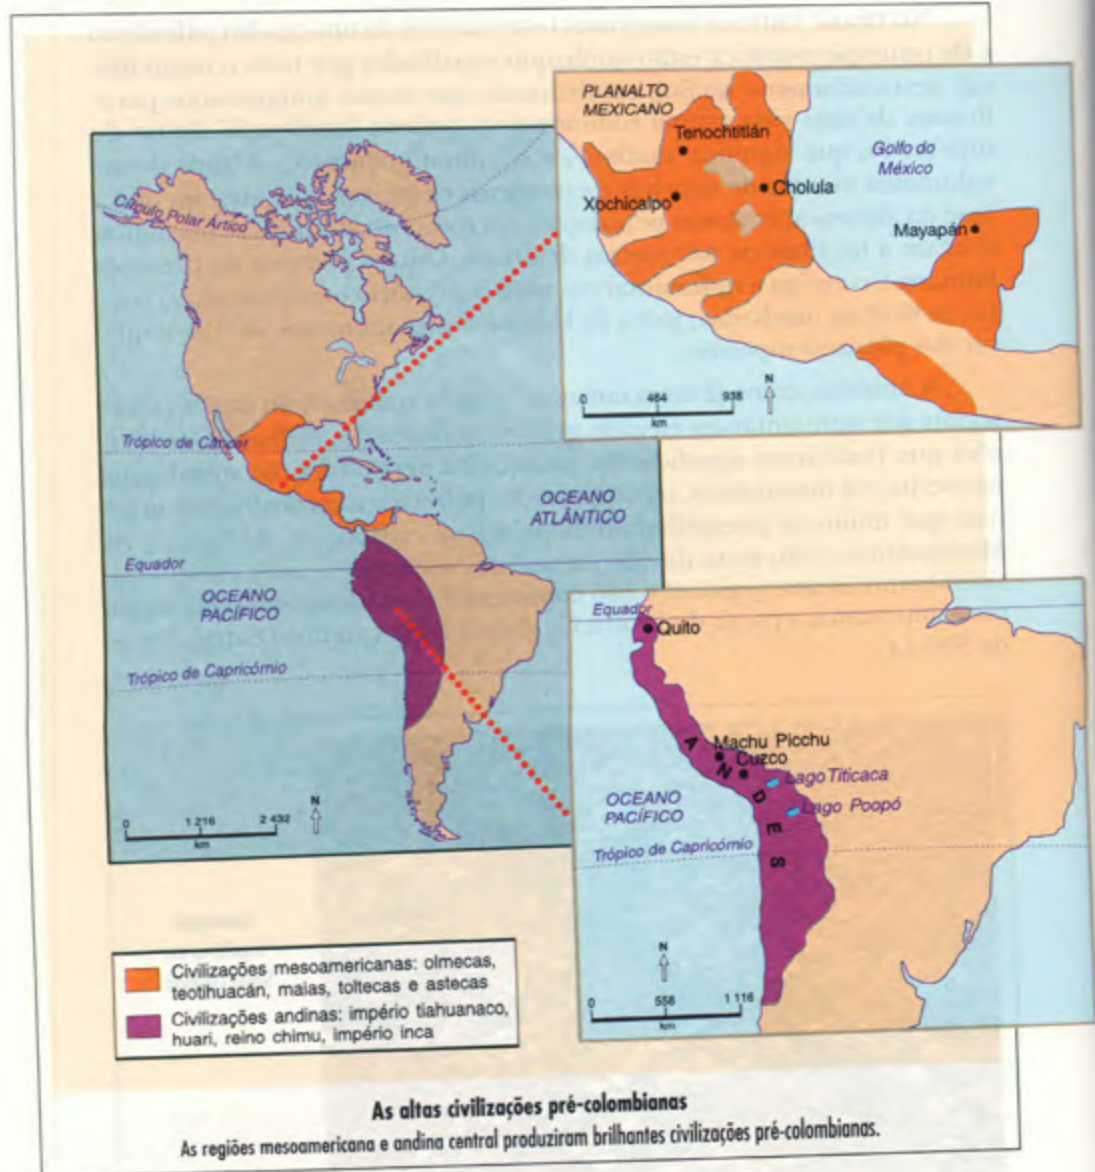 PLANALTO
MEXICANO
Tenochtitlán
Golfo do
México
Xochicalpo
Cholula
Mayapán
N
0 464 938
km
Círculo Polar Ártico
Trópico de Câncer
OCEANO
ATLÂNTICO
Equador
OCEANO
PACÍFICO
Trópico de Capricórnio
N
0 1 216 2 432
km
Equador
Quito
ANDES
Machu Picchu
Cuzco
Lago Titicaca
OCEANO
PACÍFICO
Lago Poopó
Trópico de Capricórnio
N
0 558 1 116
km
Civilizações mesoamericanas: olmecas,
teotihuacán, maias, toltecas e astecas
Civilizações andinas: império tiahuanaco,
huari, reino chimu, império inca
As altas civilizações pré-colombianas
As regiões mesoamericana e andina central produziram brilhantes civilizações pré-colombianas.